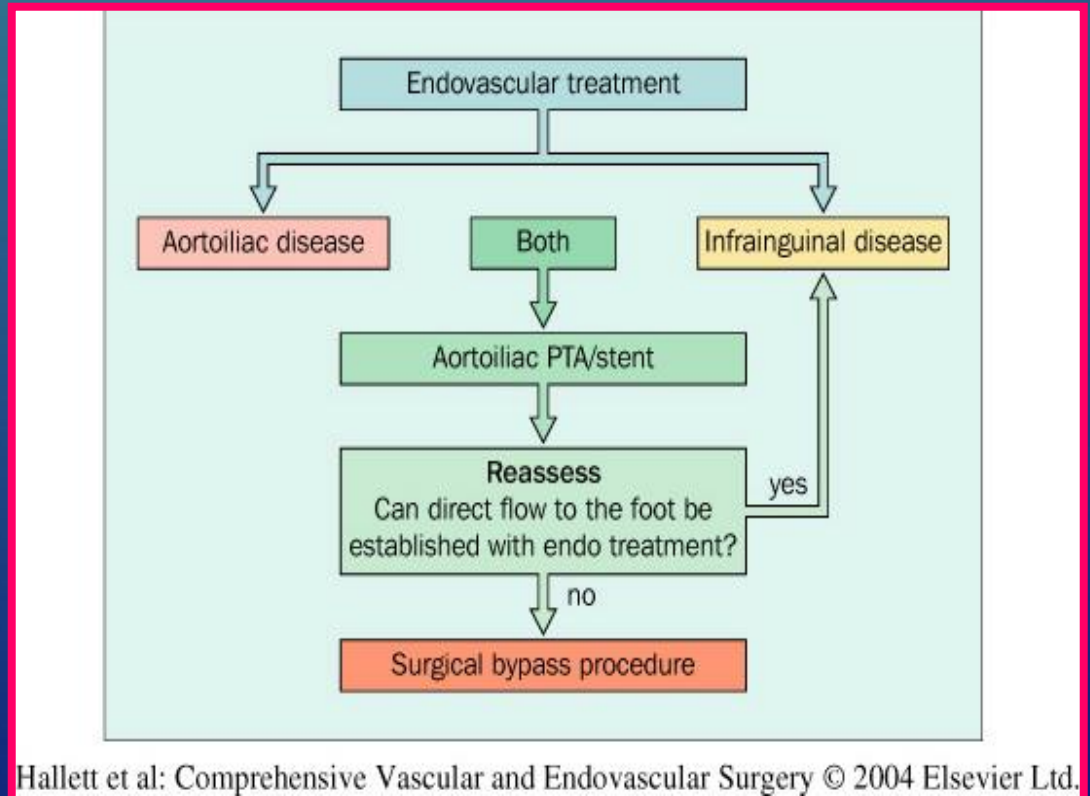 Endovascular treatment
Aortoiliac disease
Both
Infrainguinal disease
Aortoiliac PTA/stent
Reassess
Can direct flow to the foot be
established with endo treatment?
yes
no
Surgical bypass procedure
Hallett et al: Comprehensive Vascular and Endovascular Surgery © 2004 Elsevier Ltd.